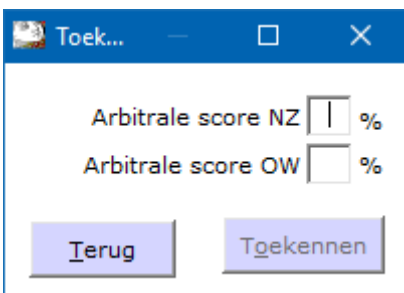 Toek...
Arbitrale score NZ %
Arbitrale score OW %
Terug Toekennen